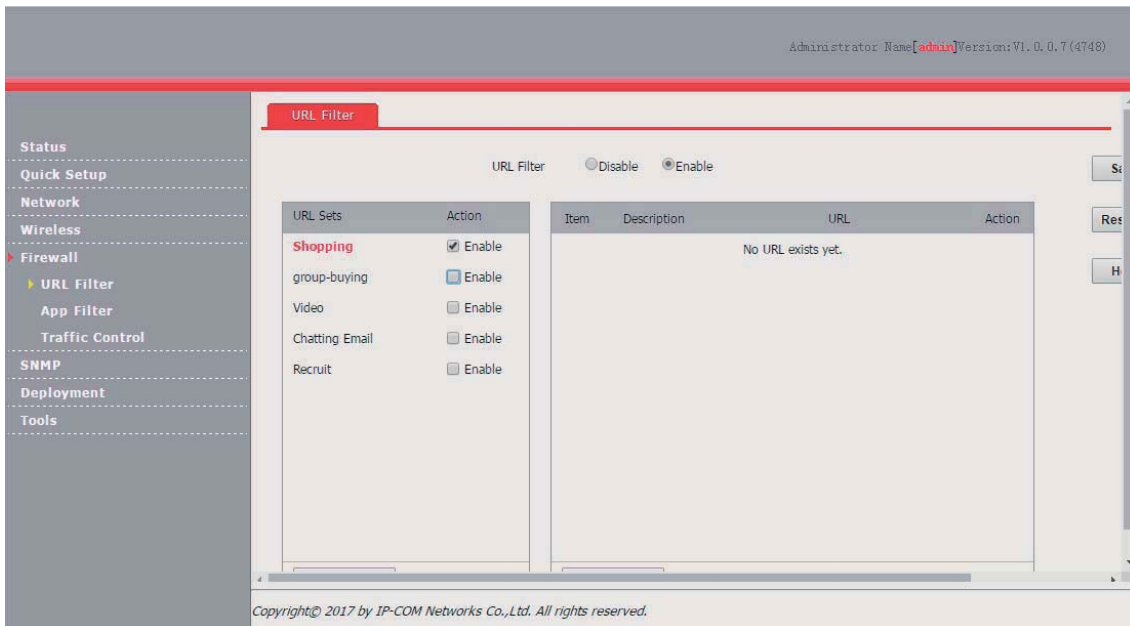 Administrator Name[admin]Version:V1.0.0.7(4748)
URL Filter
Status
Quick Setup
Network
Wireless
Firewall
URL Filter
App Filter
Traffic Control
SNMP
Deployment
Tools
URL Filter Disable Enable
URL Sets Action
Shopping Enable
group-buying Enable
Video Enable
Chatting Email Enable
Recruit Enable
Item Description URL Action
No URL exists yet.
Copyright© 2017 by IP-COM Networks Co.,Ltd. All rights reserved.